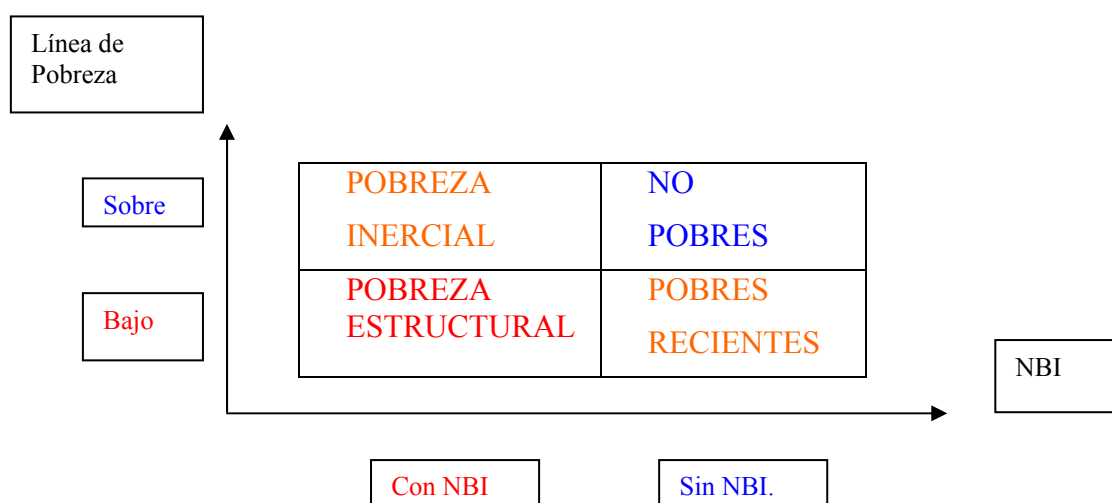 Línea de
Pobreza
Sobre
POBREZA
INERCIAL
NO
POBRES
Bajo
POBREZA
ESTRUCTURAL
POBRES
RECIENTES
NBI
Con NBI
Sin NBI.